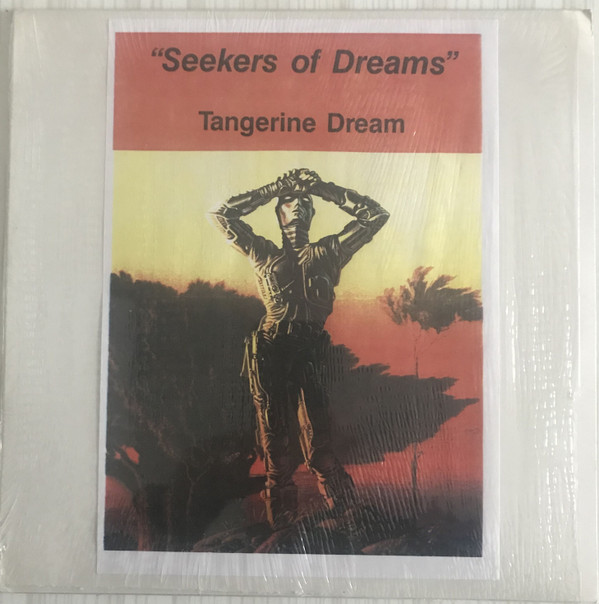 “Seekers of Dreams”
Tangerine Dream